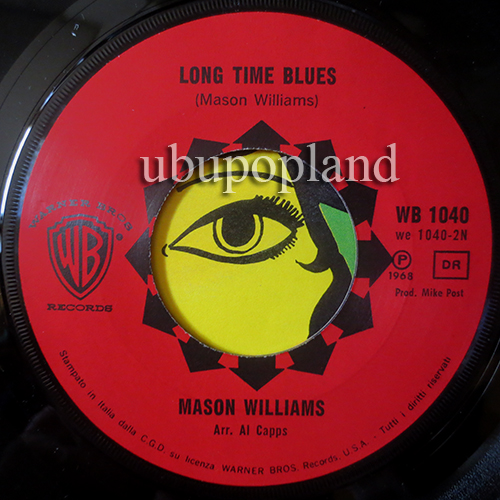 LONG TIME BLUES
(Mason Williams)
ubupopland
WARNER BROS
WB
®
RECORDS
WB 1040
we 1040-2N
P
1968
DR
Prod. Mike Post
MASON WILLIAMS
Arr. Al Capps
Stampato in Italia dalla C.G.D. su licenza WARNER BROS. Records, U.S.A. - Tutti i diritti riservati